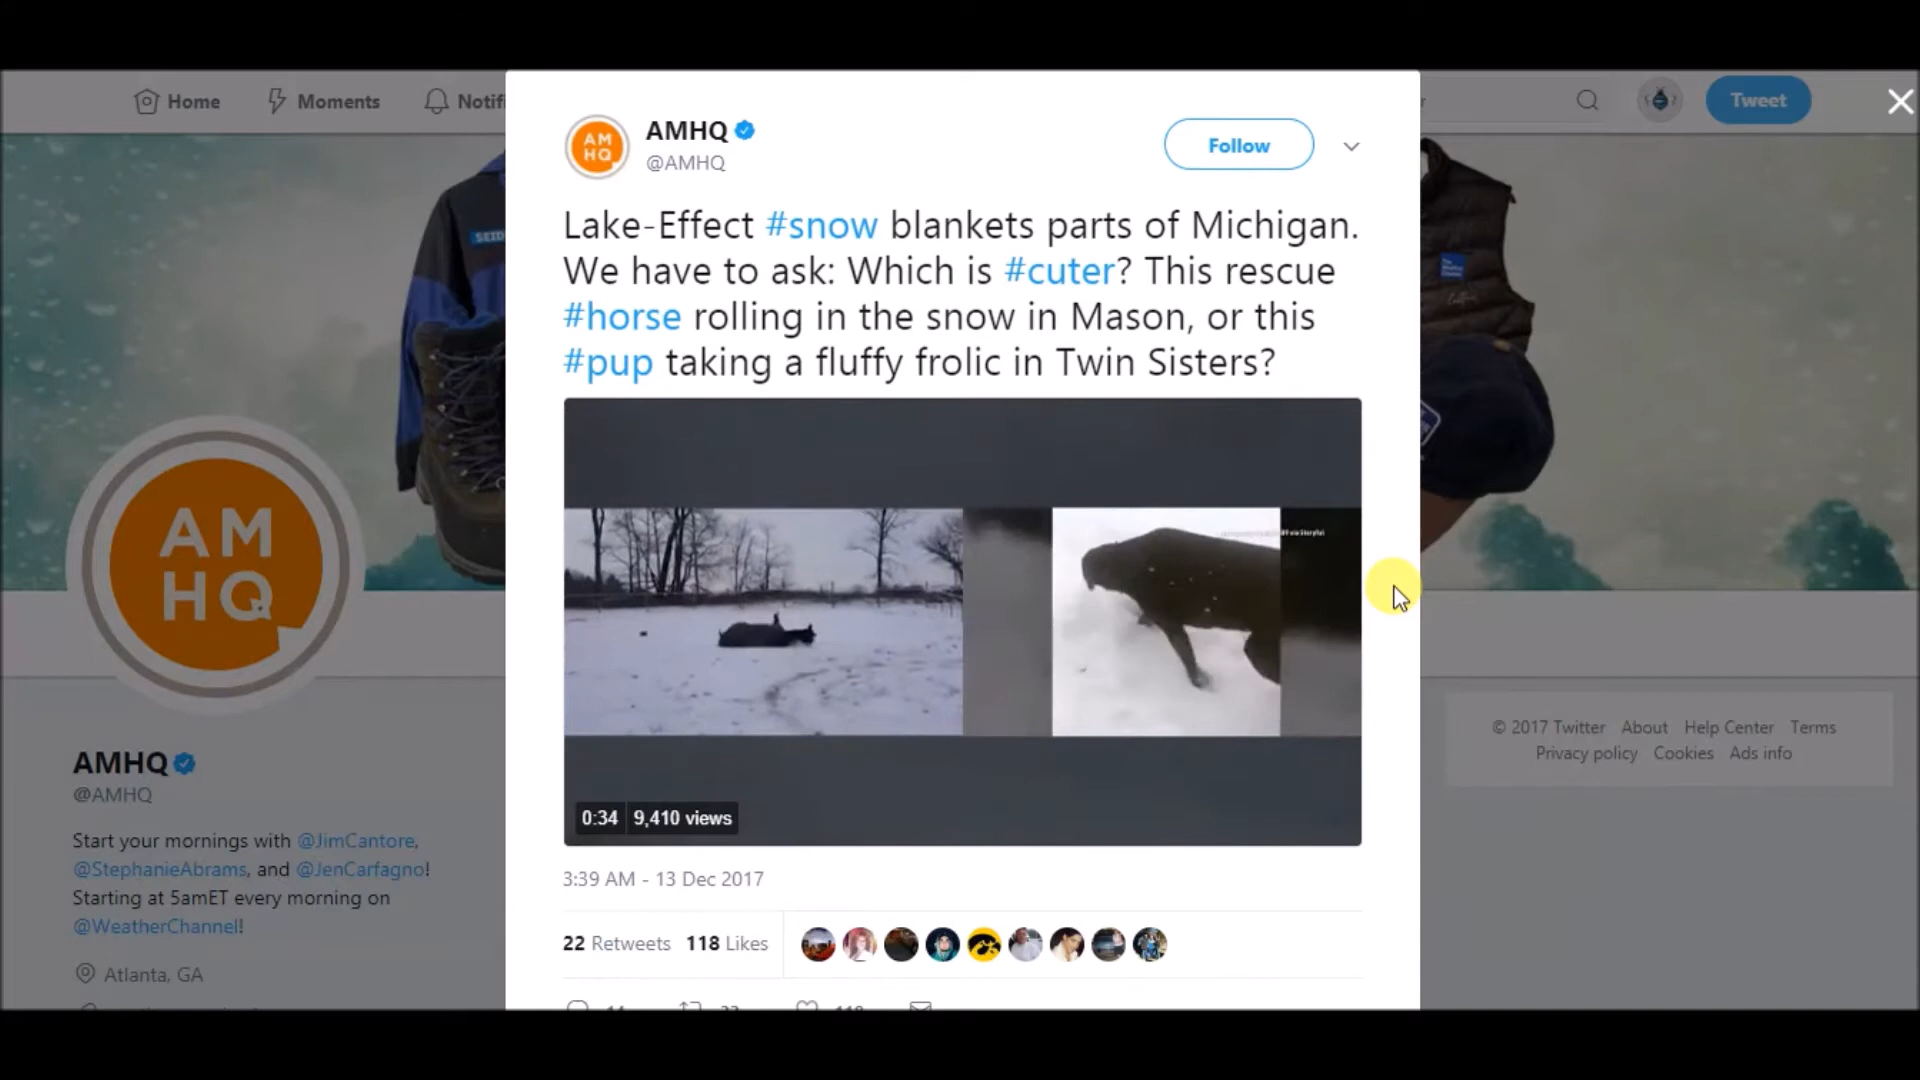 Home Moments Notifi
Tweet
AMHQ
@AMHQ
Follow
Lake-Effect #snow blankets parts of Michigan.
We have to ask: Which is #cuter? This rescue
#horse rolling in the snow in Mason, or this
#pup taking a fluffy frolic in Twin Sisters?
0:34 9,410 views
3:39 AM - 13 Dec 2017
22 Retweets 118 Likes
SEID
AM
HQ
AM
HQ
AMHQ
@AMHQ
Start your mornings with @JimCantore,
@StephanieAbrams, and @JenCarfagno!
Starting at 5amET every morning on
@WeatherChannel!
Atlanta, GA
© 2017 Twitter About Help Center Terms
Privacy policy Cookies Ads info